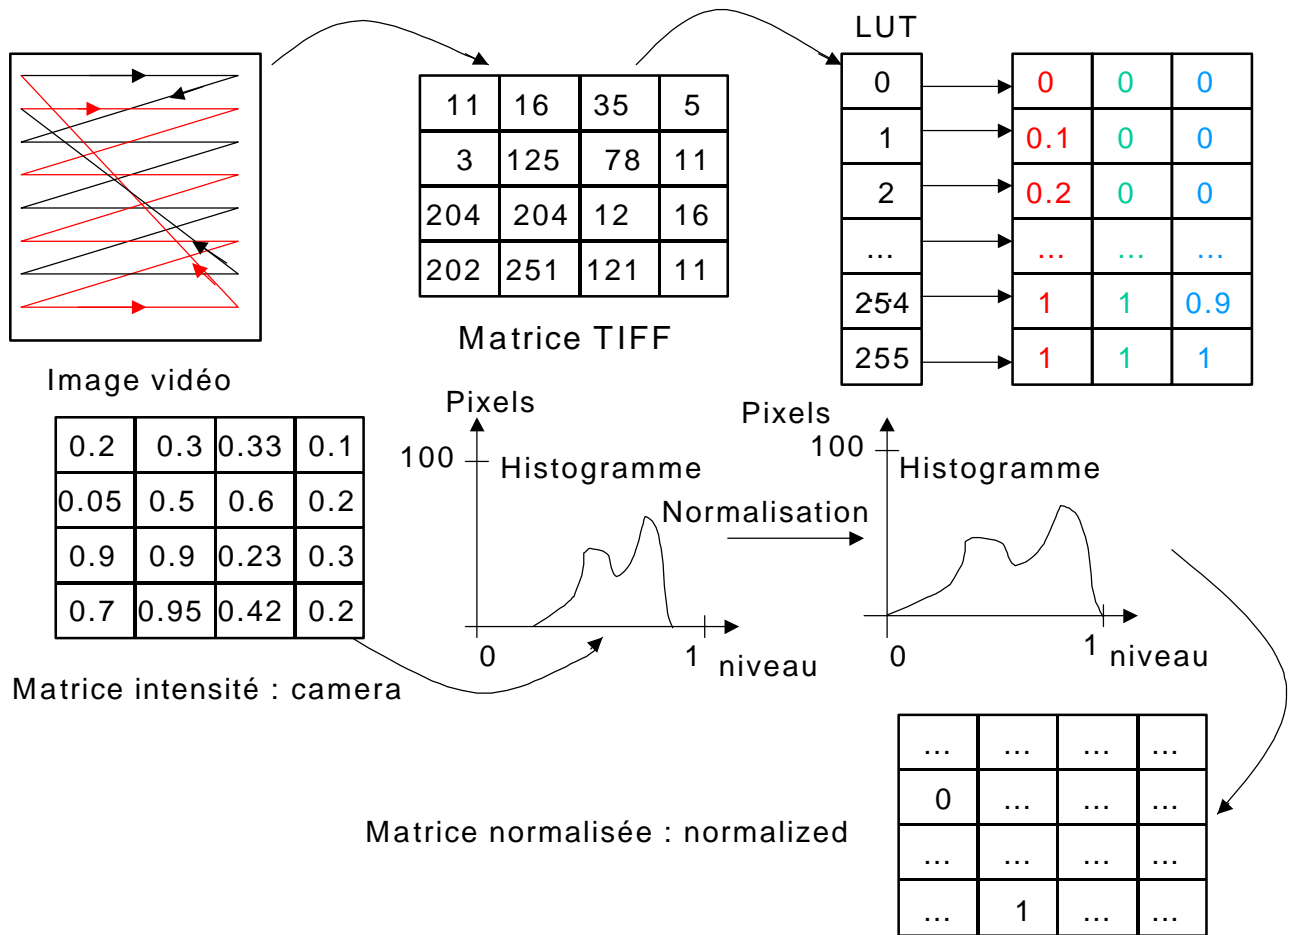 LUT
11 16 35 5
3 125 78 11
204 204 12 16
202 251 121 11
Matrice TIFF
0
1
2
...
254
255
0 0 0
0.1 0 0
0.2 0 0
... ... ...
1 1 0.9
1 1 1
Image vidéo
0.2 0.3 0.33 0.1
0.05 0.5 0.6 0.2
0.9 0.9 0.23 0.3
0.7 0.95 0.42 0.2
Matrice intensité : camera
Pixels
100
Histogramme
0 1
niveau
Normalisation
Pixels
100
Histogramme
0 1
niveau
... ... ... ...
0 ... ... ...
... ... ... ...
... 1 ... ...
Matrice normalisée : normalized